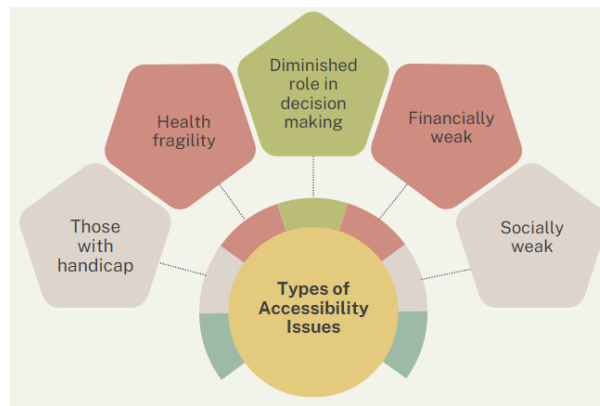 Diminished
role in
decision
making
Health
fragility
Financially
weak
Those
with
handicap
Socially
weak
Types of
Accessibility
Issues